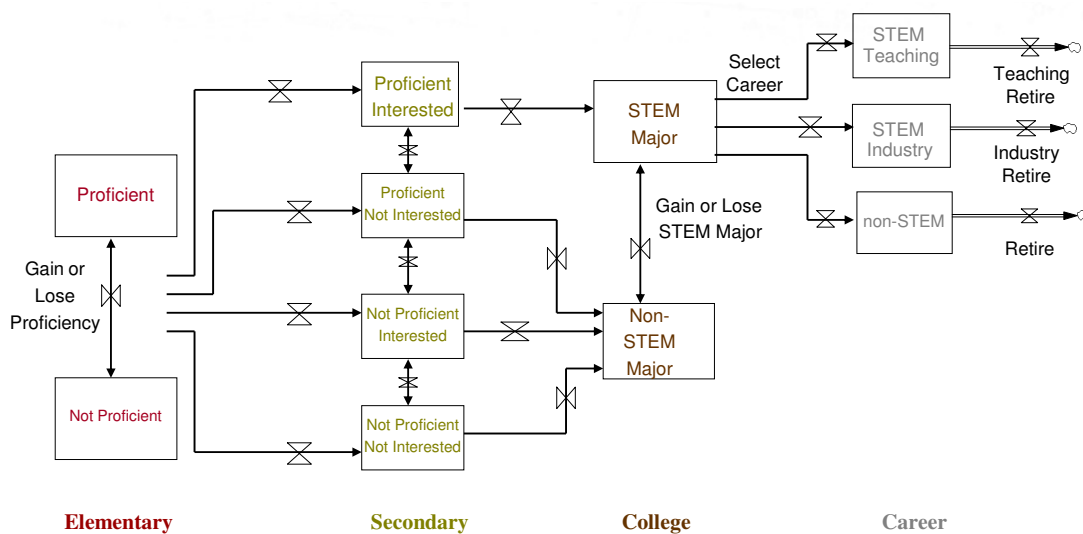 STEM
Teaching
Teaching
Retire
Select
Career
Proficient
Interested
STEM
Major
STEM
Industry
Industry
Retire
Proficient
Proficient
Not Interested
Gain or Lose
STEM Major
non-STEM
Retire
Gain or
Lose
Proficiency
Not Proficient
Interested
Non-
STEM
Major
Not Proficient
Not Proficient
Not Interested
Elementary
Secondary
College
Career